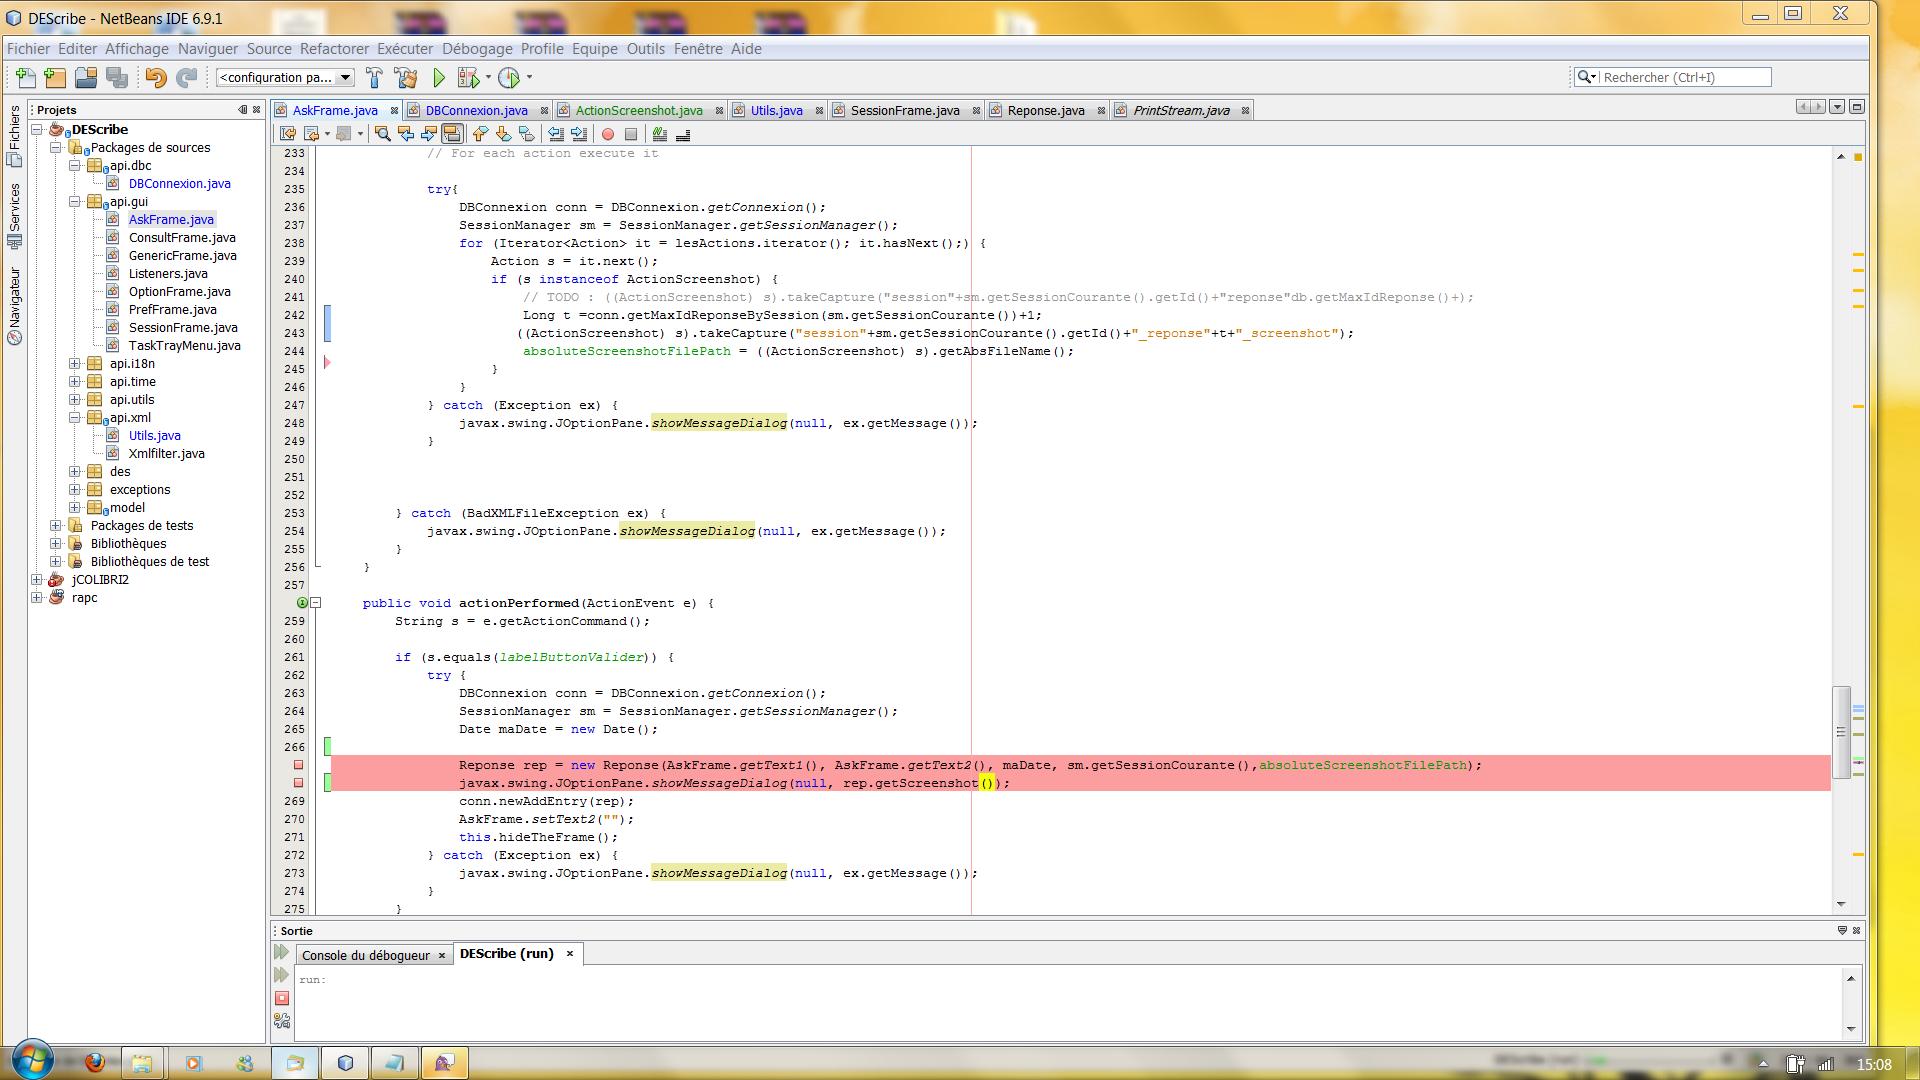 DEScribe - NetBeans IDE 6.9.1
Fichier Editer Affichage Naviguer Source Refactorer Exécuter Débogage Profile Equipe Outils Fenêtre Aide
<configuration pa...
Rechercher (Ctrl+I)
Fichiers
Services
Navigateur
Projets
DEScribe
Packages de sources
api.dbc
DBConnexion.java
api.gui
AskFrame.java
ConsultFrame.java
GenericFrame.java
Listeners.java
OptionFrame.java
PrefFrame.java
SessionFrame.java
TaskTrayMenu.java
api.i18n
api.time
api.utils
api.xml
Utils.java
Xmlfilter.java
des
exceptions
model
Packages de tests
Bibliothèques
Bibliothèques de test
jCOLIBRI2
rapc
AskFrame.java DBConnexion.java ActionScreenshot.java Utils.java SessionFrame.java Reponse.java PrintStream.java
233 // For each action execute it
234
235 try{
236 DBConnexion conn = DBConnexion.getConnexion();
237 SessionManager sm = SessionManager.getSessionManager();
238 for (Iterator<Action> it = lesActions.iterator(); it.hasNext();) {
239 Action s = it.next();
240 if (s instanceof ActionScreenshot) {
241 // TODO : ((ActionScreenshot) s).takeCapture("session"+sm.getSessionCourante().getId()+"reponse"db.getMaxIdReponse()+);
242 Long t =conn.getMaxIdReponseBySession(sm.getSessionCourante())+1;
243 ((ActionScreenshot) s).takeCapture("session"+sm.getSessionCourante().getId()+"_reponse"+t+"_screenshot");
244 absoluteScreenshotFilePath = ((ActionScreenshot) s).getAbsFileName();
245 }
246 }
247 } catch (Exception ex) {
248 javax.swing.JOptionPane.showMessageDialog(null, ex.getMessage());
249 }
250
251
252
253 } catch (BadXMLFileException ex) {
254 javax.swing.JOptionPane.showMessageDialog(null, ex.getMessage());
255 }
256 }
257
public void actionPerformed(ActionEvent e) {
259 String s = e.getActionCommand();
260
261 if (s.equals(labelButtonValider)) {
262 try {
263 DBConnexion conn = DBConnexion.getConnexion();
264 SessionManager sm = SessionManager.getSessionManager();
265 Date maDate = new Date();
266
Reponse rep = new Reponse(AskFrame.getText1(), AskFrame.getText2(), maDate, sm.getSessionCourante(),absoluteScreenshotFilePath);
javax.swing.JOptionPane.showMessageDialog(null, rep.getScreenshot());
269 conn.newAddEntry(rep);
270 AskFrame.setText2("");
271 this.hideTheFrame();
272 } catch (Exception ex) {
273 javax.swing.JOptionPane.showMessageDialog(null, ex.getMessage());
274 }
275 }
Sortie
Console du débogueur DEScribe (run)
run:
15:08